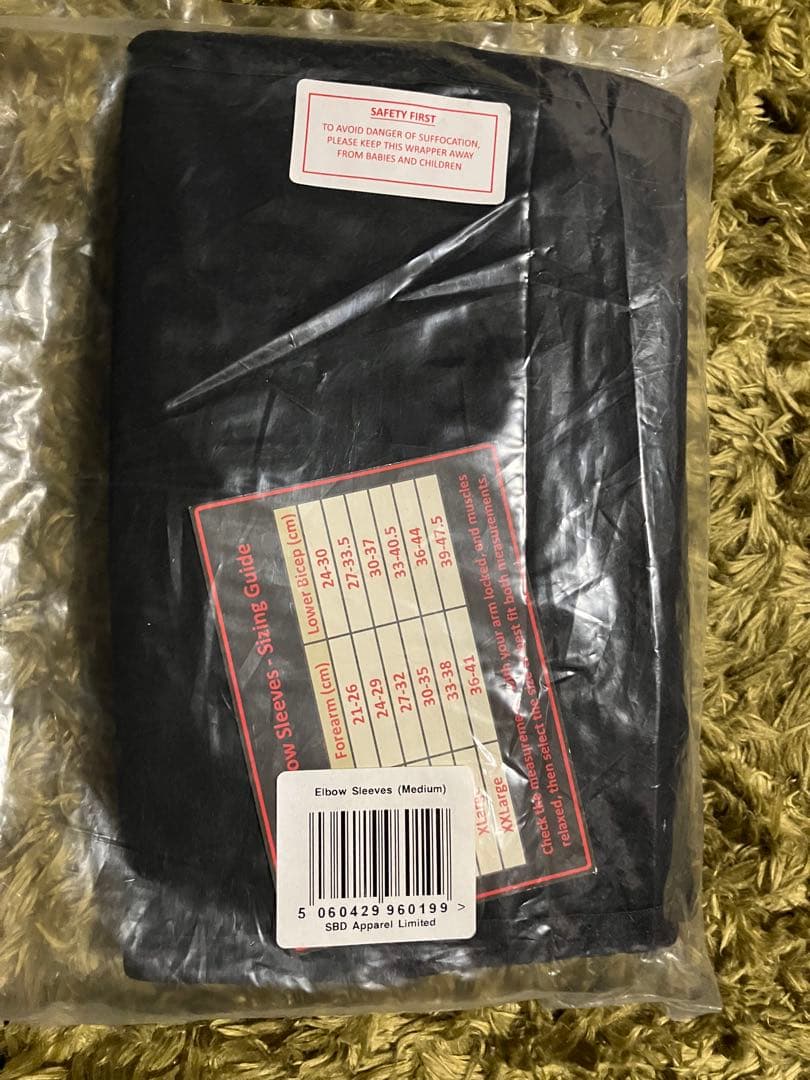 SAFETY FIRST
TO AVOID DANGER OF SUFFOCATION,
PLEASE KEEP THIS WRAPPER AWAY
FROM BABIES AND CHILDREN
ow Sleeves - Sizing Guide
Forearm (cm) Lower Bicep (cm)
21-26 24-30
24-29 27-33.5
27-32 30-37
30-35 33-40.5
XLarge 33-38 36-44
XXLarge 36-41 39-47.5
Check the measurements with your arm locked, and muscles
relaxed, then select the size best fit both measurements.
Elbow Sleeves (Medium)
5 060429 960199 >
SBD Apparel Limited